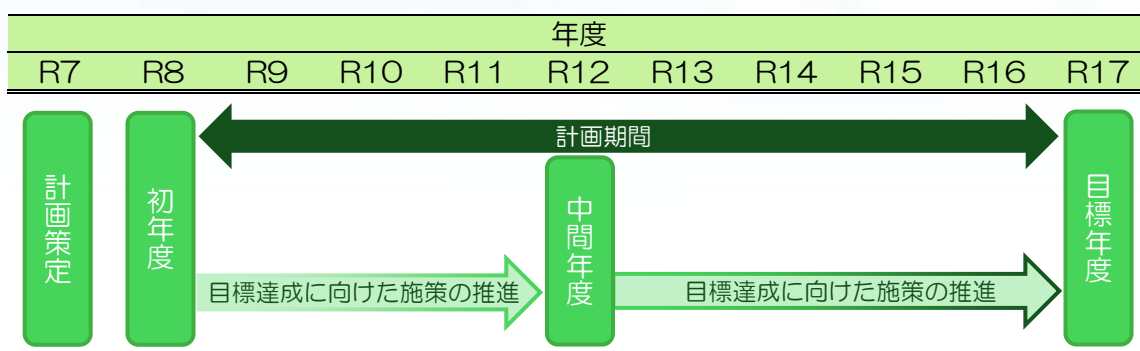 年度
R7 R8 R9 R10 R11 R12 R13 R14 R15 R16 R17
計画期間
計画策定
初年度
中間年度
目標年度
目標達成に向けた施策の推進
目標達成に向けた施策の推進